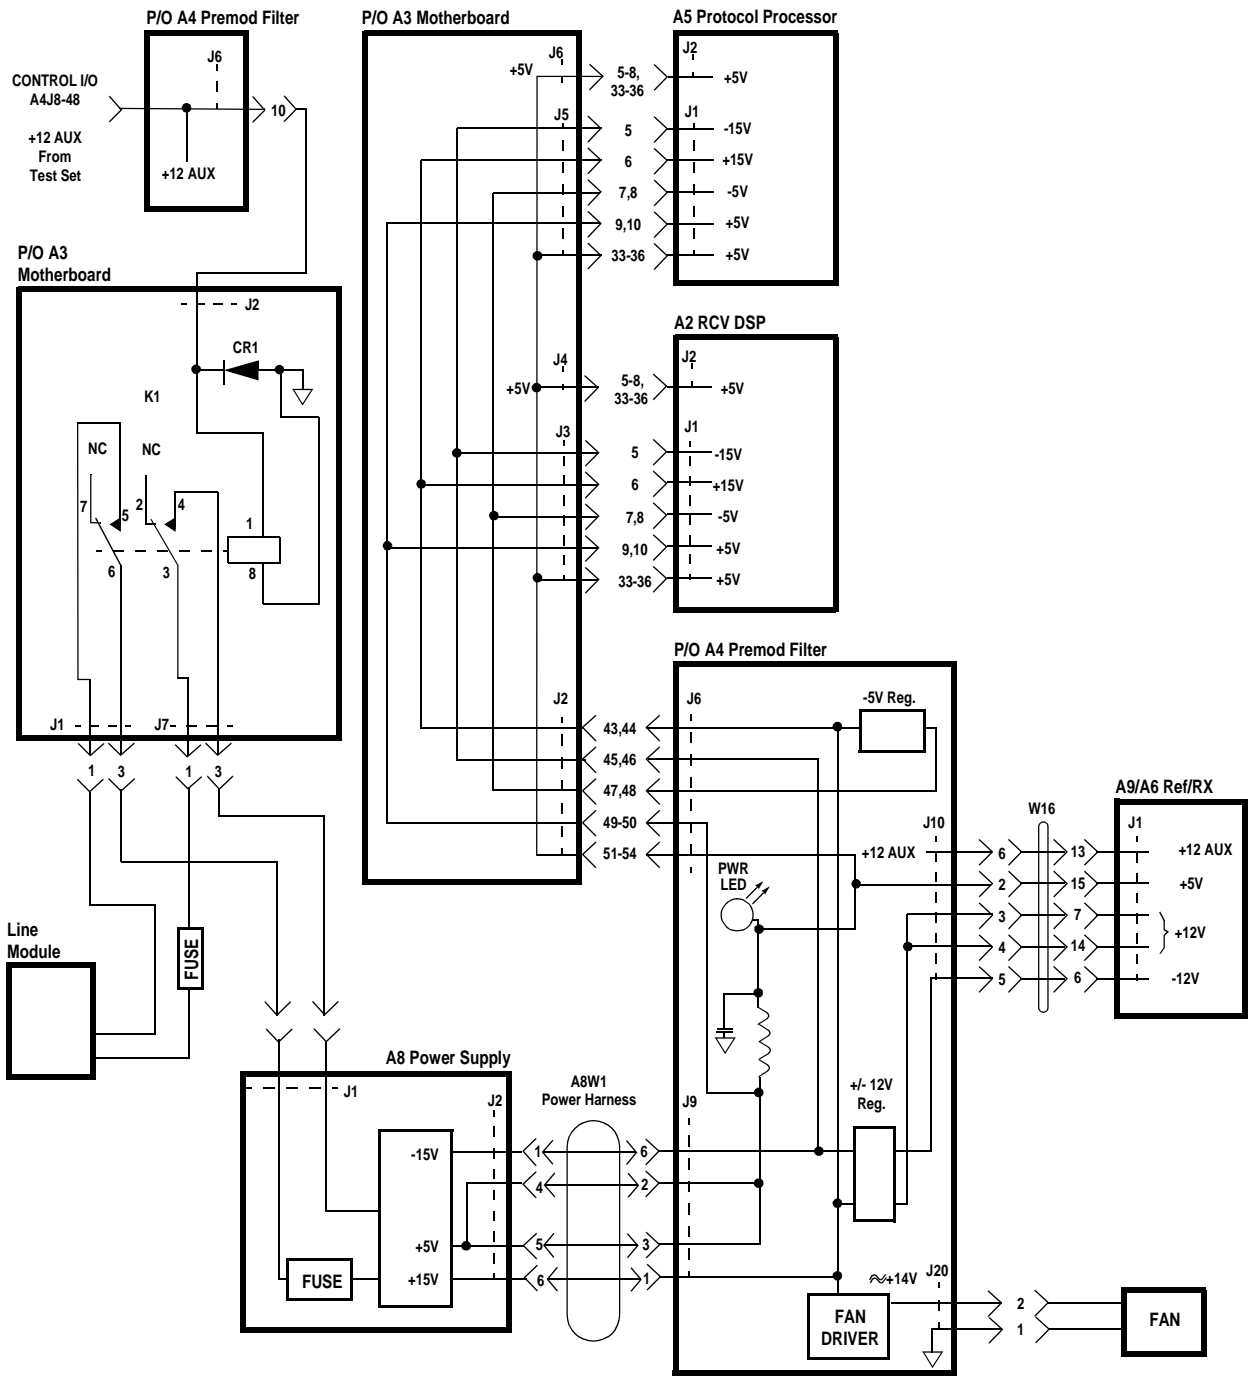 P/O A4 Premod Filter
J6
CONTROL I/O
A4J8-48
+12 AUX
From
Test Set
+12 AUX
10
P/O A3
Motherboard
J2
CR1
K1
NC
NC
7
5
2
4
6
3
1
8
J1
J7
1
3
1
3
Line
Module
FUSE
P/O A3 Motherboard
J6
+5V
J5
J4
+5V
J3
J2
5-8,
33-36
5
6
7,8
9,10
33-36
5-8,
33-36
5
6
7,8
9,10
33-36
43,44
45,46
47,48
49-50
51-54
A5 Protocol Processor
J2
+5V
J1
-15V
+15V
-5V
+5V
+5V
A2 RCV DSP
J2
+5V
J1
-15V
+15V
-5V
+5V
+5V
P/O A4 Premod Filter
J6
-5V Reg.
J10
+12 AUX
PWR
LED
+/- 12V
Reg.
J9
≈+14V
J20
FAN
DRIVER
W16
6
13
2
15
3
7
4
14
5
6
A9/A6 Ref/RX
J1
+12 AUX
+5V
+12V
-12V
A8 Power Supply
J1
J2
-15V
+5V
+15V
FUSE
A8W1
Power Harness
1
6
4
2
5
3
6
1
2
1
FAN